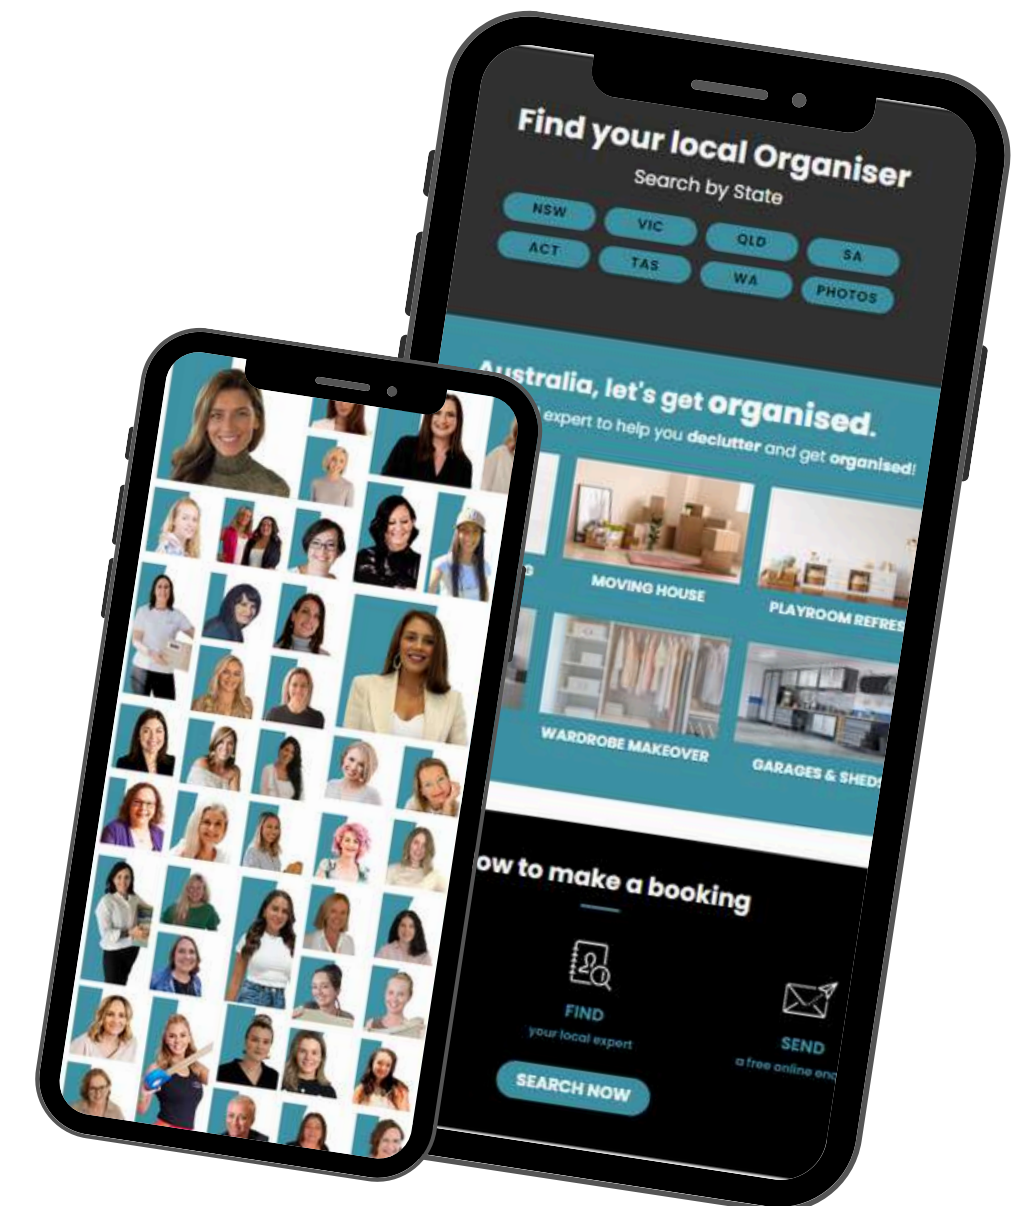 Find your local Organiser
Search by State
NSW VIC QLD SA
ACT TAS WA PHOTOS
Australia, let's get organised.
expert to help you declutter and get organised!
G
MOVING HOUSE
PLAYROOM REFRES
WARDROBE MAKEOVER
GARAGES & SHEDS
ow to make a booking
FIND
your local expert
SEND
a free online enq
SEARCH NOW